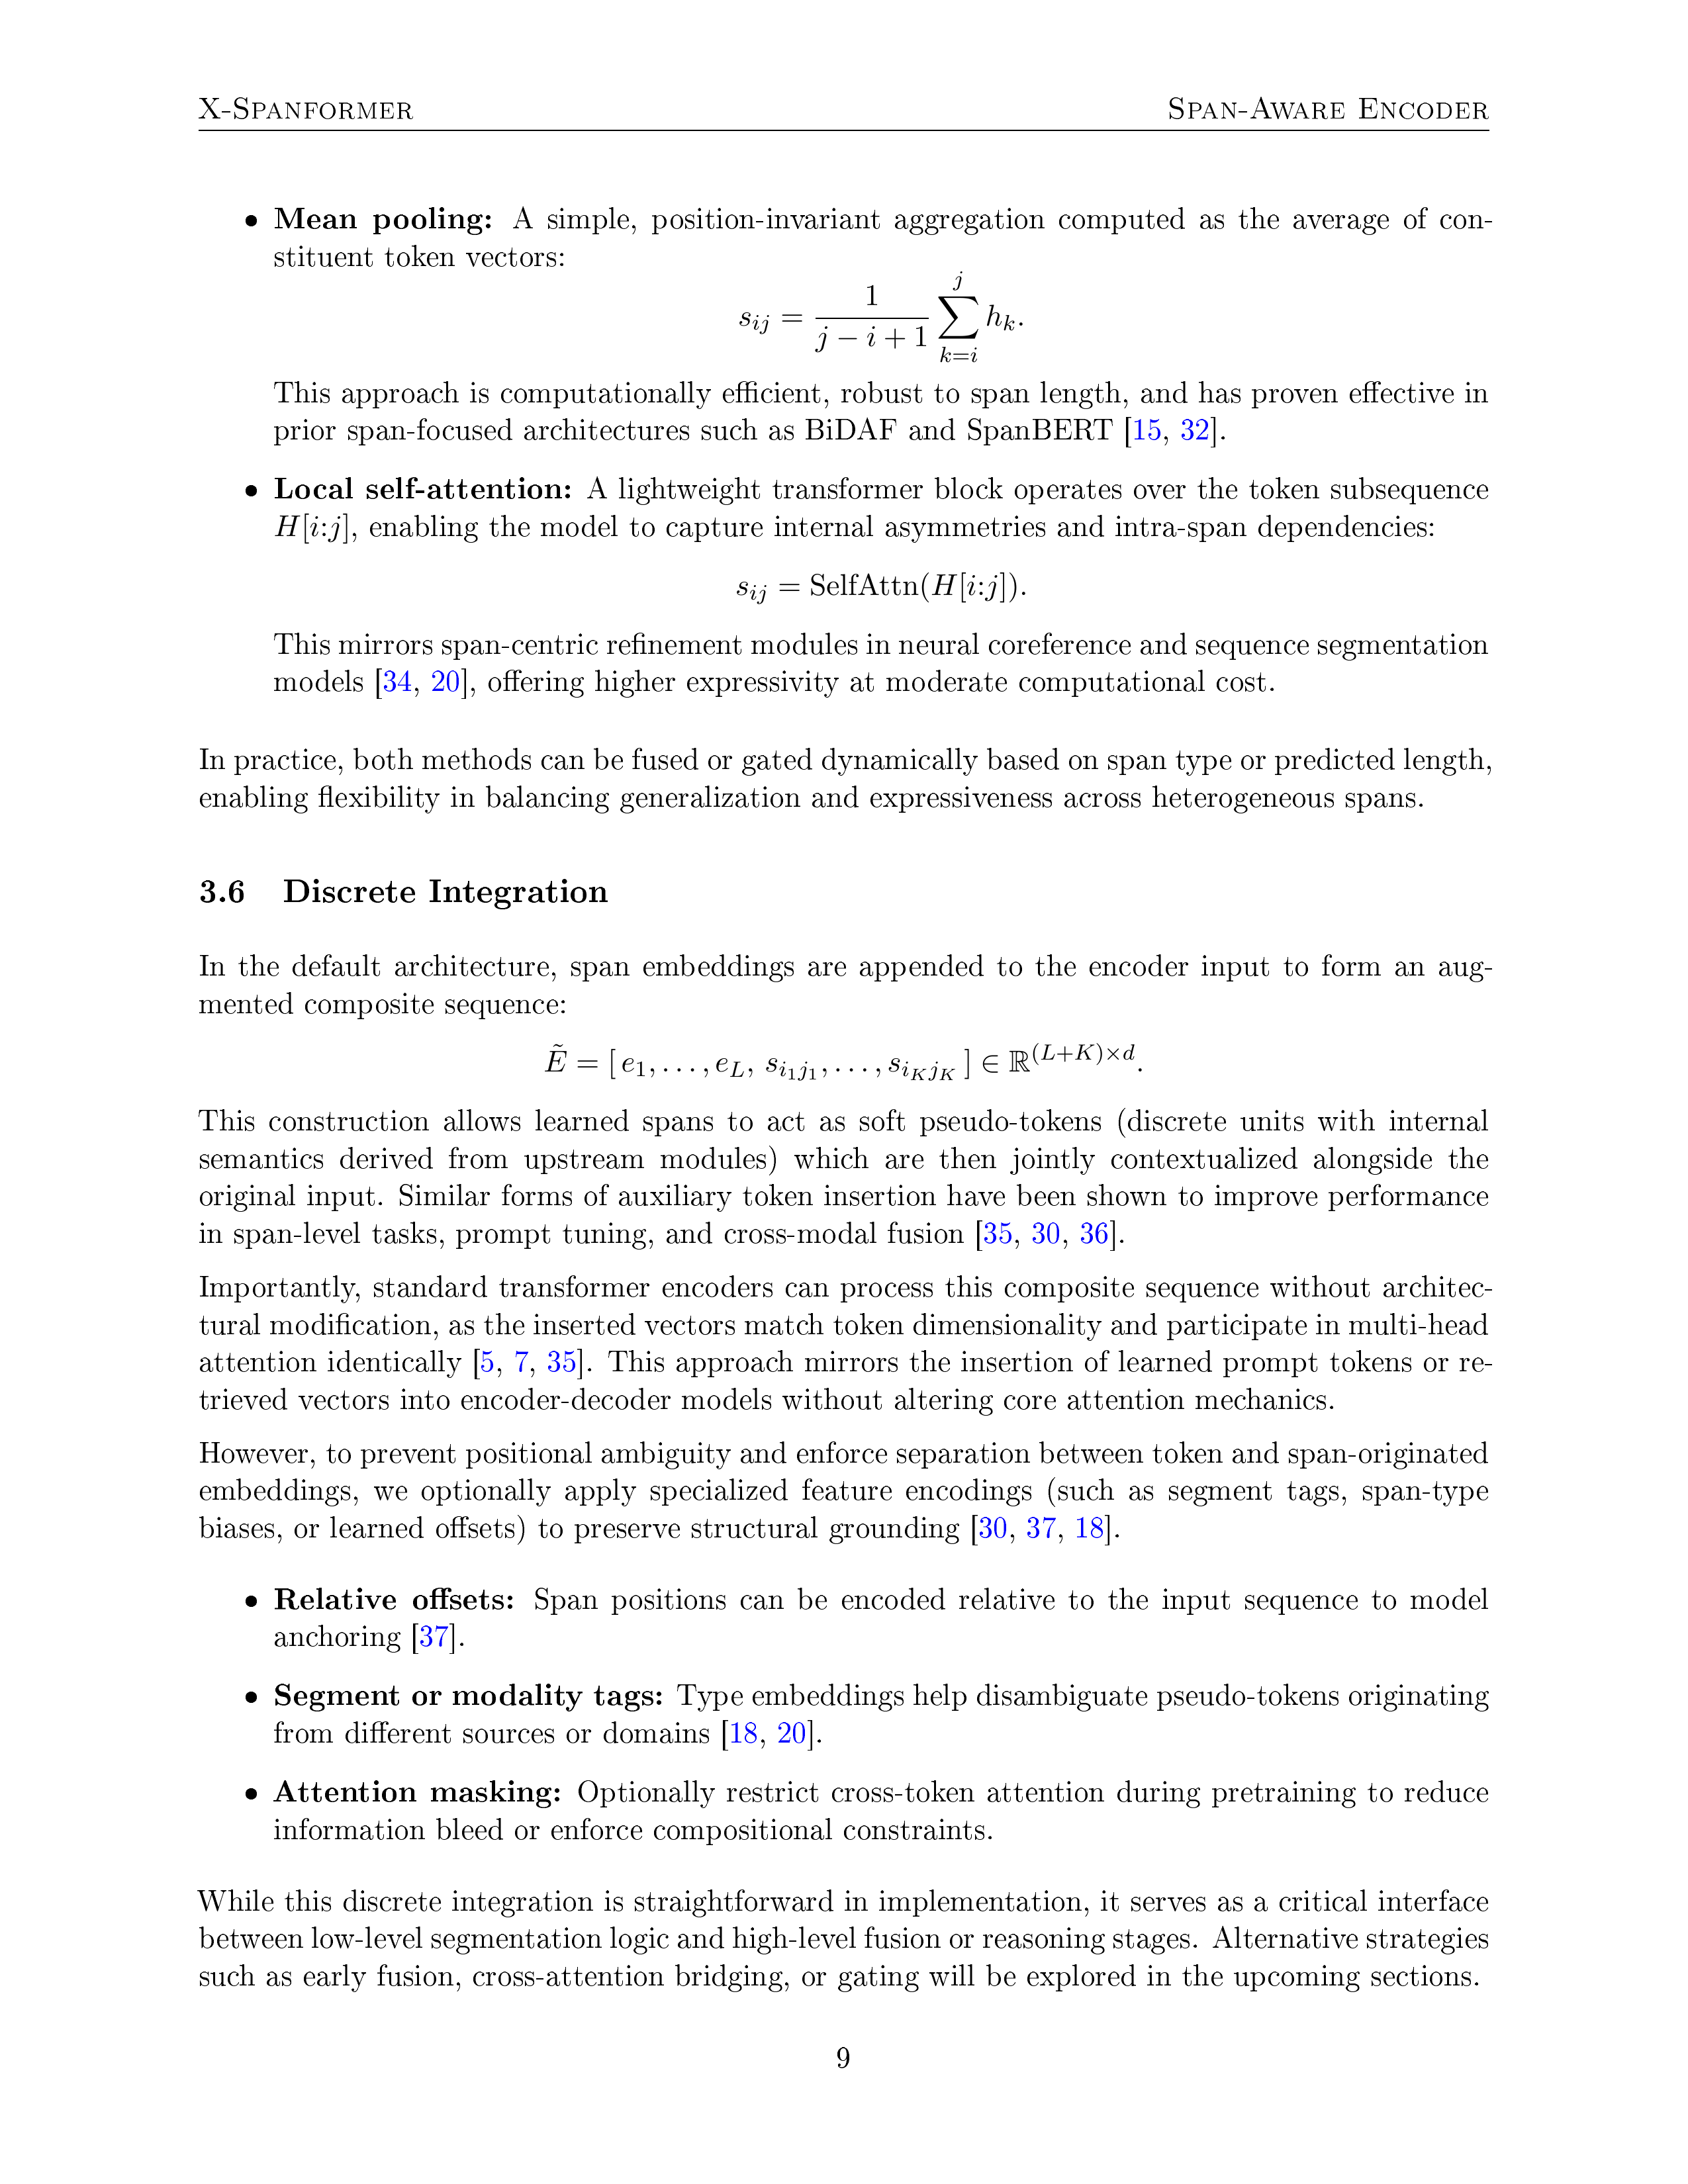 X-Spanformer Span-Aware Encoder
• Mean pooling: A simple, position-invariant aggregation computed as the average of con-
stituent token vectors:
s_{ij} = \frac{1}{j - i + 1} \sum_{k=i}^{j} h_k.
This approach is computationally efficient, robust to span length, and has proven effective in
prior span-focused architectures such as BiDAF and SpanBERT [15, 32].
• Local self-attention: A lightweight transformer block operates over the token subsequence
H[i:j], enabling the model to capture internal asymmetries and intra-span dependencies:
s_{ij} = SelfAttn(H[i:j]).
This mirrors span-centric refinement modules in neural coreference and sequence segmentation
models [34, 20], offering higher expressivity at moderate computational cost.
In practice, both methods can be fused or gated dynamically based on span type or predicted length,
enabling flexibility in balancing generalization and expressiveness across heterogeneous spans.
3.6 Discrete Integration
In the default architecture, span embeddings are appended to the encoder input to form an aug-
mented composite sequence:
\tilde{E} = [ e_1, . . . , e_L, s_{i_1 j_1}, . . . , s_{i_K j_K} ] ∈ ℝ^{(L+K)×d}.
This construction allows learned spans to act as soft pseudo-tokens (discrete units with internal
semantics derived from upstream modules) which are then jointly contextualized alongside the
original input. Similar forms of auxiliary token insertion have been shown to improve performance
in span-level tasks, prompt tuning, and cross-modal fusion [35, 30, 36].
Importantly, standard transformer encoders can process this composite sequence without architec-
tural modification, as the inserted vectors match token dimensionality and participate in multi-head
attention identically [5, 7, 35]. This approach mirrors the insertion of learned prompt tokens or re-
trieved vectors into encoder-decoder models without altering core attention mechanics.
However, to prevent positional ambiguity and enforce separation between token and span-originated
embeddings, we optionally apply specialized feature encodings (such as segment tags, span-type
biases, or learned offsets) to preserve structural grounding [30, 37, 18].
• Relative offsets: Span positions can be encoded relative to the input sequence to model
anchoring [37].
• Segment or modality tags: Type embeddings help disambiguate pseudo-tokens originating
from different sources or domains [18, 20].
• Attention masking: Optionally restrict cross-token attention during pretraining to reduce
information bleed or enforce compositional constraints.
While this discrete integration is straightforward in implementation, it serves as a critical interface
between low-level segmentation logic and high-level fusion or reasoning stages. Alternative strategies
such as early fusion, cross-attention bridging, or gating will be explored in the upcoming sections.
9